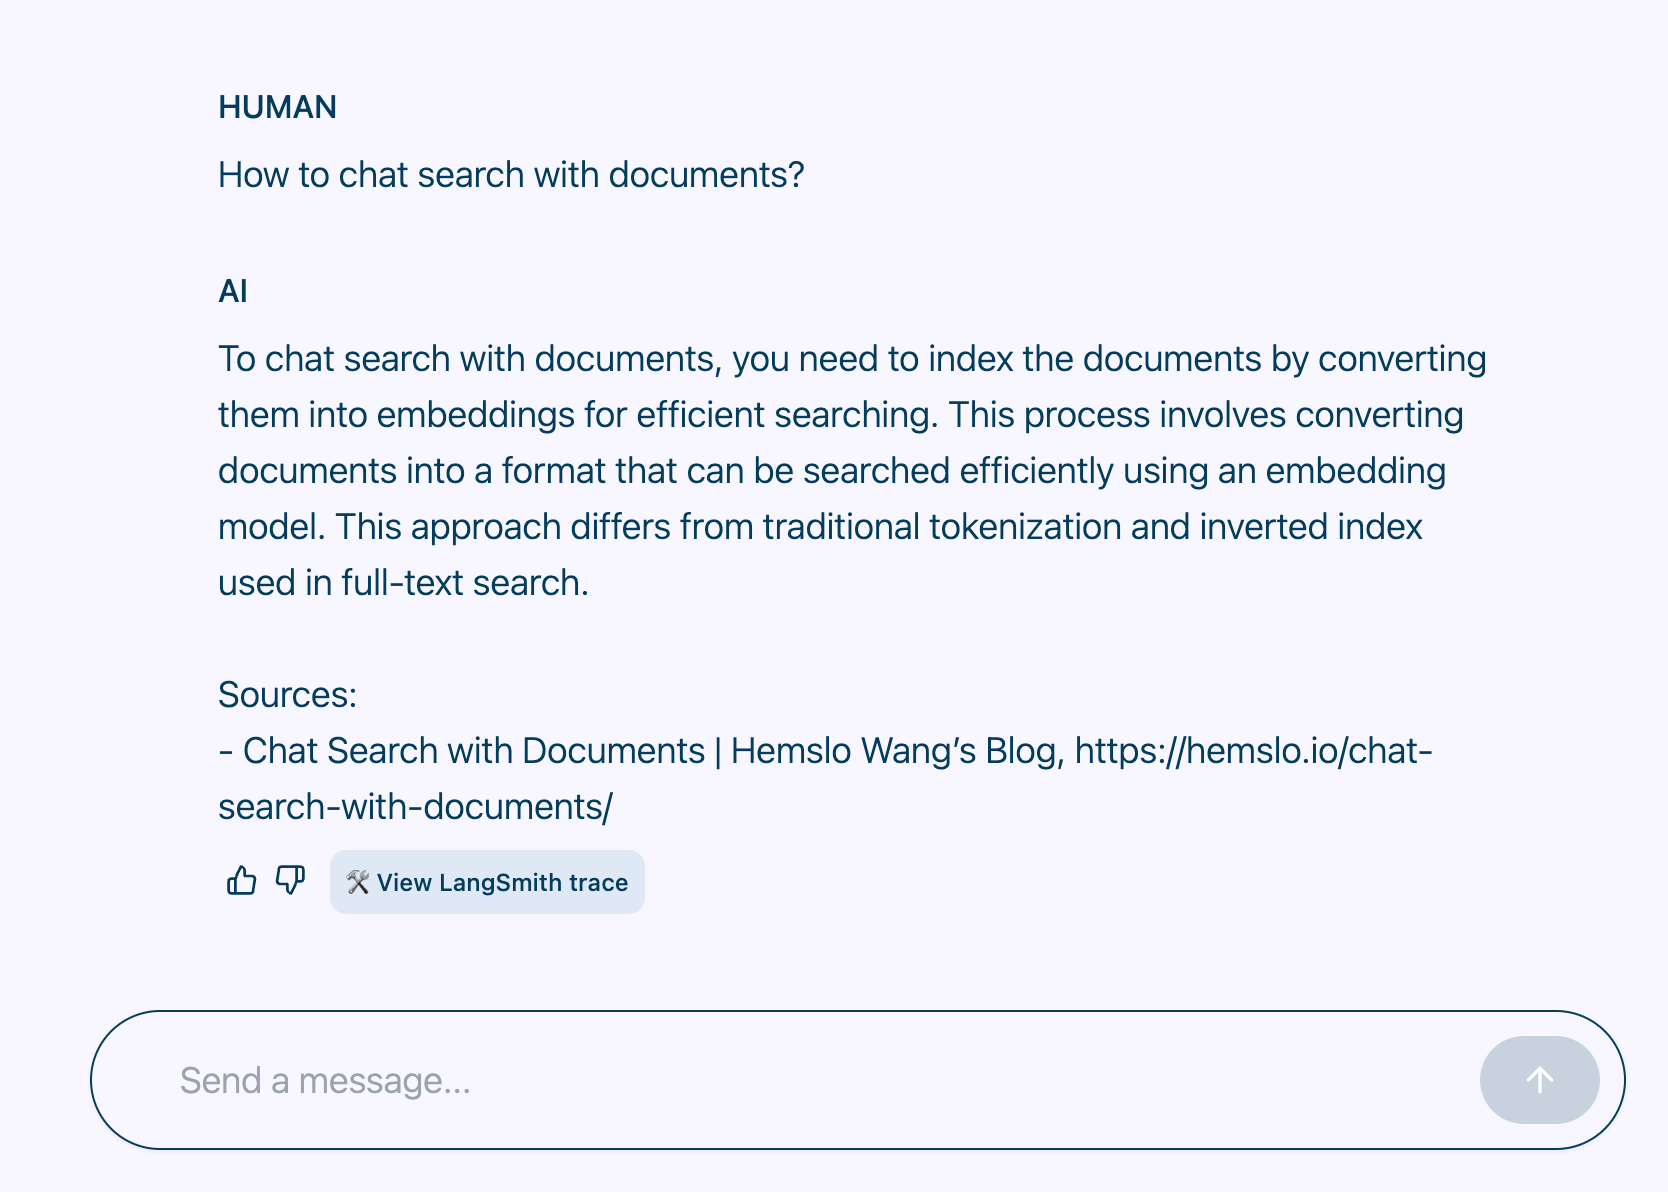 HUMAN
How to chat search with documents?
AI
To chat search with documents, you need to index the documents by converting
them into embeddings for efficient searching. This process involves converting
documents into a format that can be searched efficiently using an embedding
model. This approach differs from traditional tokenization and inverted index
used in full-text search.
Sources:
- Chat Search with Documents | Hemslo Wang’s Blog, https://hemslo.io/chat-
search-with-documents/
🛠️ View LangSmith trace
Send a message...